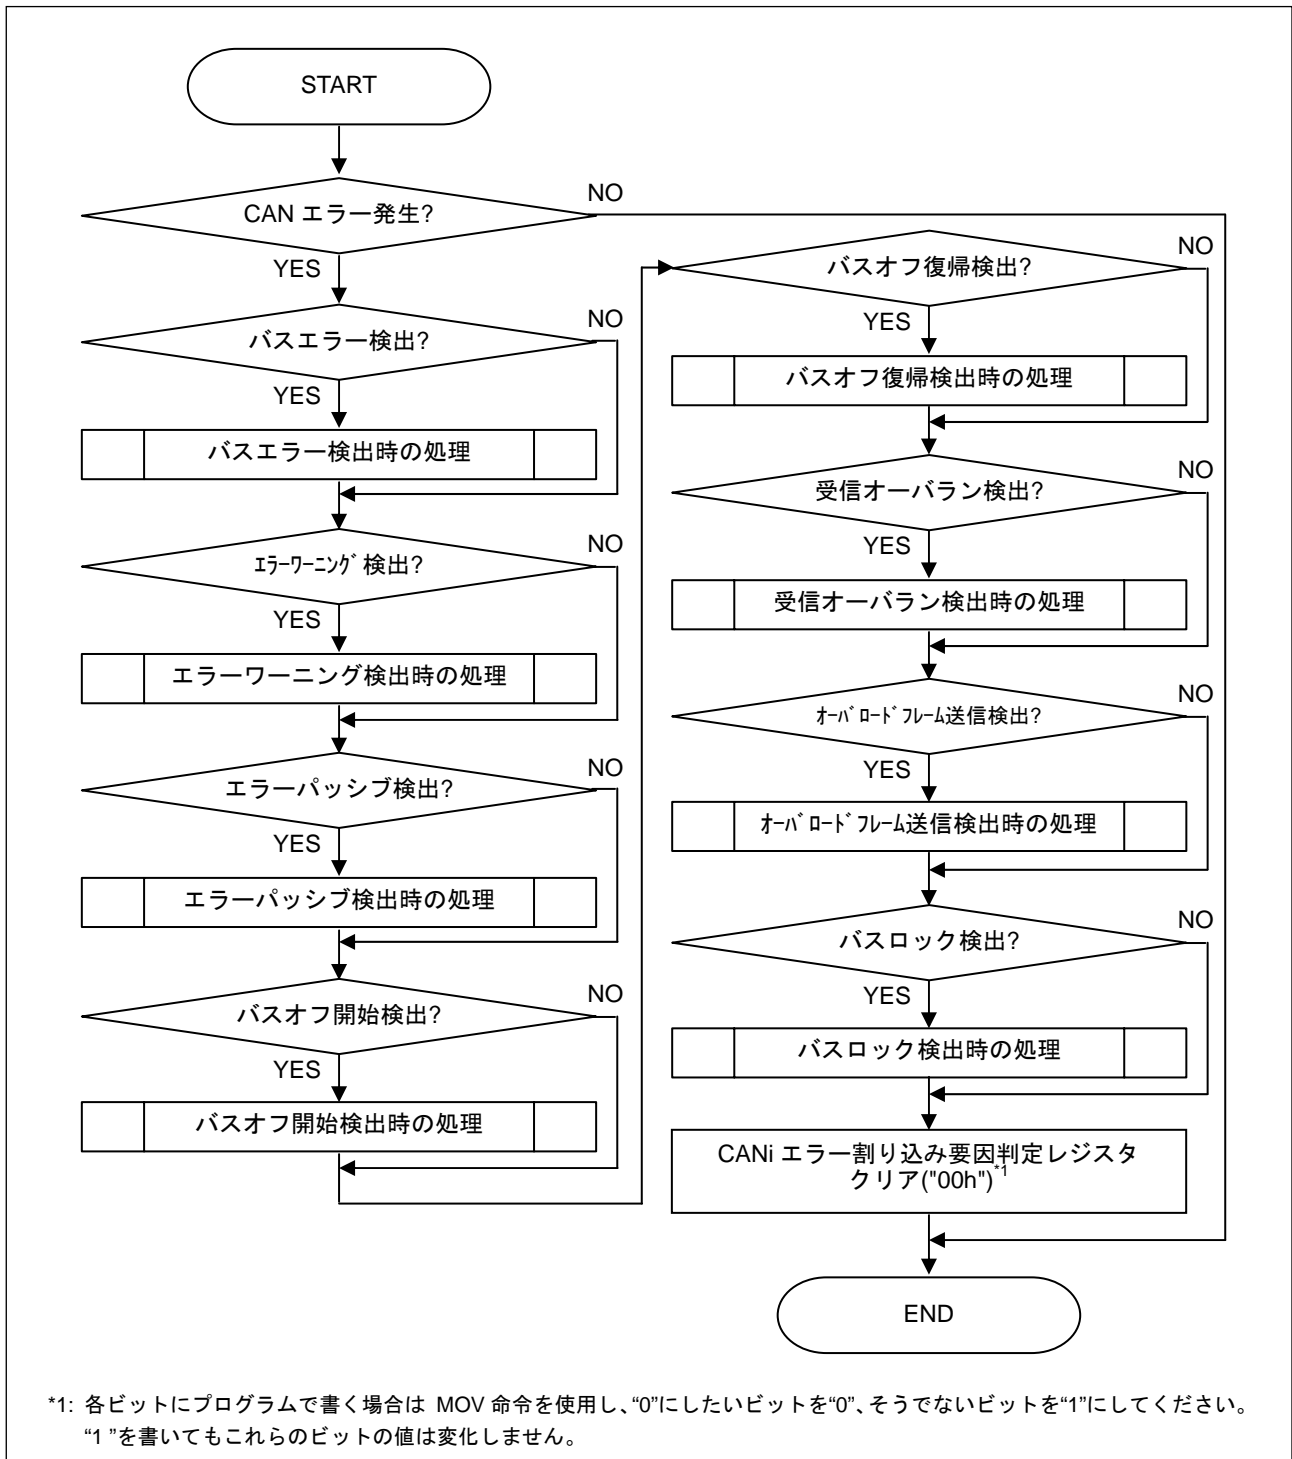 START
CAN エラー発生?
NO
YES
バスエラー検出?
NO
YES
バスエラー検出時の処理
ｴﾗｰﾜｰﾆﾝｸﾞ検出?
NO
YES
エラーワーニング検出時の処理
エラーパッシブ検出?
NO
YES
エラーパッシブ検出時の処理
バスオフ開始検出?
NO
YES
バスオフ開始検出時の処理
バスオフ復帰検出?
NO
YES
バスオフ復帰検出時の処理
受信オーバラン検出?
NO
YES
受信オーバラン検出時の処理
ｵｰﾊﾞﾛｰﾄﾞﾌﾚｰﾑ送信検出?
NO
YES
ｵｰﾊﾞﾛｰﾄﾞﾌﾚｰﾑ送信検出時の処理
バスロック検出?
NO
YES
バスロック検出時の処理
CANi エラー割り込み要因判定レジスタ
クリア("00h")*1
END
*1: 各ビットにプログラムで書く場合は MOV 命令を使用し、“0”にしたいビットを“0”、そうでないビットを“1”にしてください。
“1 ”を書いてもこれらのビットの値は変化しません。